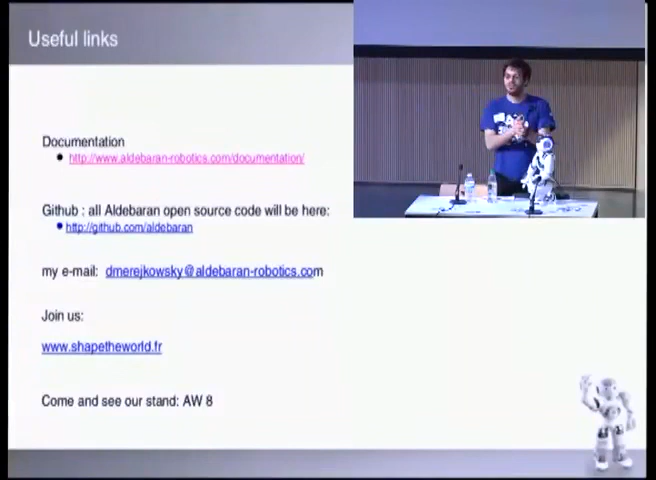 Useful links
Documentation
http://www.aldebaran-robotics.com/documentation/
Github : all Aldebaran open source code will be here:
http://github.com/aldebaran
my e-mail: dmerejkowsky@aldebaran-robotics.com
Join us:
www.shapetheworld.fr
Come and see our stand: AW 8